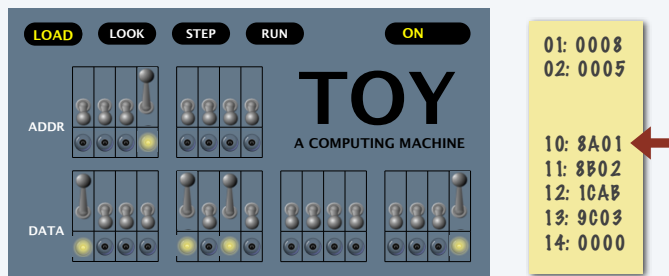 LOAD LOOK STEP RUN ON
TOY
A COMPUTING MACHINE
ADDR
DATA
01: 0008
02: 0005
10: 8A01
11: 8B02
12: 1CAB
13: 9C03
14: 0000